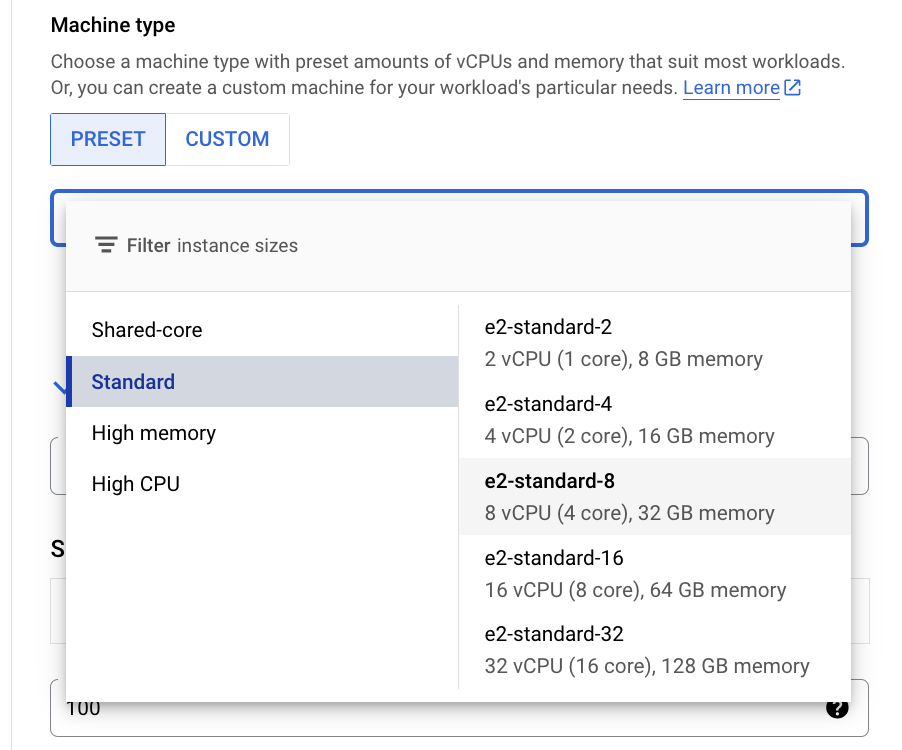 Machine type
Choose a machine type with preset amounts of vCPUs and memory that suit most workloads.
Or, you can create a custom machine for your workload's particular needs. Learn more
PRESET
CUSTOM
Filter instance sizes
Shared-core
Standard
High memory
High CPU
e2-standard-2
2 vCPU (1 core), 8 GB memory
e2-standard-4
4 vCPU (2 core), 16 GB memory
e2-standard-8
8 vCPU (4 core), 32 GB memory
e2-standard-16
16 vCPU (8 core), 64 GB memory
e2-standard-32
32 vCPU (16 core), 128 GB memory
S
100
?